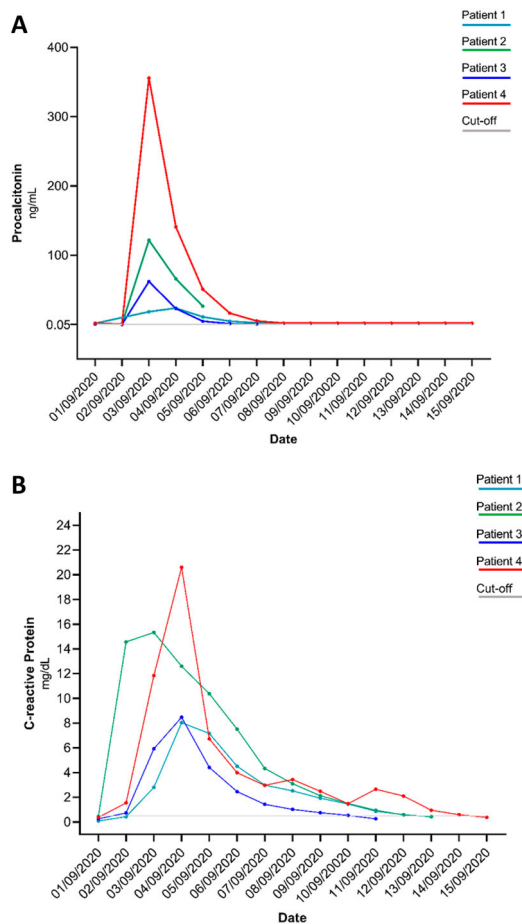 A
Patient 1
Patient 2
Patient 3
Patient 4
Cut-off
Procalcitonin
ng/mL
400
300
200
100
0.05
01/09/2020
02/09/2020
03/09/2020
04/09/2020
05/09/2020
06/09/2020
07/09/2020
08/09/2020
09/09/2020
10/09/2020
11/09/2020
12/09/2020
13/09/2020
14/09/2020
15/09/2020
Date
B
Patient 1
Patient 2
Patient 3
Patient 4
Cut-off
C-reactive Protein
mg/dL
24
22
20
18
16
14
12
10
8
6
4
2
0
01/09/2020
02/09/2020
03/09/2020
04/09/2020
05/09/2020
06/09/2020
07/09/2020
08/09/2020
09/09/2020
10/09/2020
11/09/2020
12/09/2020
13/09/2020
14/09/2020
15/09/2020
Date